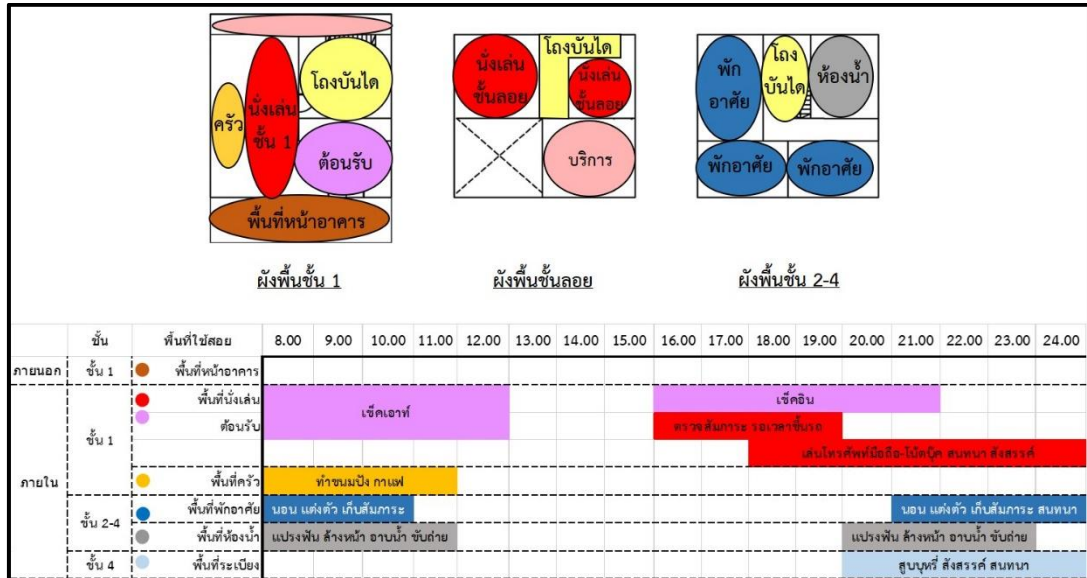 โถงบันได
ครัว
นั่งเล่น
ชั้น 1
ต้อนรับ
พื้นที่หน้าอาคาร
ผังพื้นชั้น 1
นั่งเล่น
ชั้นลอย
โถงบันได
นั่งเล่น
ชั้นลอย
บริการ
ผังพื้นชั้นลอย
พัก
อาศัย
โถง
บันได
ห้องน้ำ
พักอาศัย พักอาศัย
ผังพื้นชั้น 2-4
ชั้น พื้นที่ใช้สอย 8.00 9.00 10.00 11.00 12.00 13.00 14.00 15.00 16.00 17.00 18.00 19.00 20.00 21.00 22.00 23.00 24.00
ภายนอก ชั้น 1 พื้นที่หน้าอาคาร
ภายใน ชั้น 1 พื้นที่นั่งเล่น เช็คเอาท์ เช็คอิน
ต้อนรับ ตรวจสัมภาระ รอเวลาขึ้นรถ
เล่นโทรศัพท์มือถือ-โน้ตบุ๊ค สนทนา สังสรรค์
พื้นที่ครัว ทำขนมปัง กาแฟ
ชั้น 2-4 พื้นที่พักอาศัย นอน แต่งตัว เก็บสัมภาระ นอน แต่งตัว เก็บสัมภาระ สนทนา
พื้นที่ห้องน้ำ แปรงฟัน ล้างหน้า อาบน้ำ ขับถ่าย แปรงฟัน ล้างหน้า อาบน้ำ ขับถ่าย
ชั้น 4 พื้นที่ระเบียง สูบบุหรี่ สังสรรค์ สนทนา